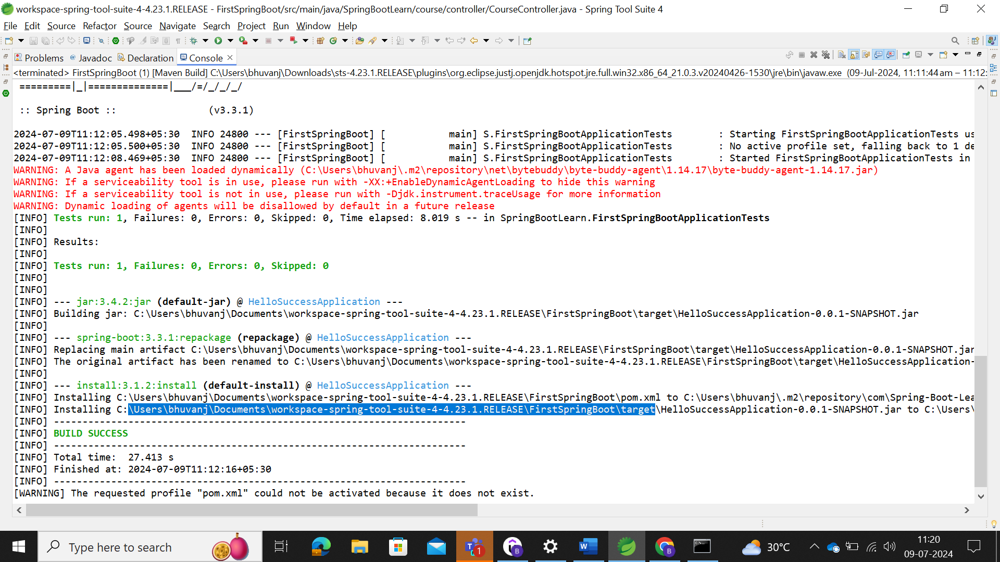 workspace-spring-tool-suite-4-4.23.1.RELEASE - FirstSpringBoot/src/main/java/SpringBootLearn/course/controller/CourseController.java - Spring Tool Suite 4
File Edit Source Refactor Source Navigate Search Project Run Window Help
Problems @ Javadoc Declaration Console
<terminated> FirstSpringBoot (1) [Maven Build] C:\Users\bhuvanj\Downloads\sts-4.23.1.RELEASE\plugins\org.eclipse.justj.openjdk.hotspot.jre.full.win32.x86_64_21.0.3.v20240426-1530\jre\bin\javaw.exe (09-Jul-2024, 11:11:44 am – 11:12:
=========|_|==============|___/=/_/_/_/
:: Spring Boot ::                (v3.3.1)
2024-07-09T11:12:05.498+05:30  INFO 24800 --- [FirstSpringBoot] [           main] S.FirstSpringBootApplicationTests        : Starting FirstSpringBootApplicationTests us
2024-07-09T11:12:05.500+05:30  INFO 24800 --- [FirstSpringBoot] [           main] S.FirstSpringBootApplicationTests        : No active profile set, falling back to 1 de
2024-07-09T11:12:08.469+05:30  INFO 24800 --- [FirstSpringBoot] [           main] S.FirstSpringBootApplicationTests        : Started FirstSpringBootApplicationTests in
WARNING: A Java agent has been loaded dynamically (C:\Users\bhuvanj\.m2\repository\net\bytebuddy\byte-buddy-agent\1.14.17\byte-buddy-agent-1.14.17.jar)
WARNING: If a serviceability tool is in use, please run with -XX:+EnableDynamicAgentLoading to hide this warning
WARNING: If a serviceability tool is not in use, please run with -Djdk.instrument.traceUsage for more information
WARNING: Dynamic loading of agents will be disallowed by default in a future release
[INFO] Tests run: 1, Failures: 0, Errors: 0, Skipped: 0, Time elapsed: 8.019 s -- in SpringBootLearn.FirstSpringBootApplicationTests
[INFO]
[INFO] Results:
[INFO]
[INFO] Tests run: 1, Failures: 0, Errors: 0, Skipped: 0
[INFO]
[INFO]
[INFO] --- jar:3.4.2:jar (default-jar) @ HelloSuccessApplication ---
[INFO] Building jar: C:\Users\bhuvanj\Documents\workspace-spring-tool-suite-4-4.23.1.RELEASE\FirstSpringBoot\target\HelloSuccessApplication-0.0.1-SNAPSHOT.jar
[INFO]
[INFO] --- spring-boot:3.3.1:repackage (repackage) @ HelloSuccessApplication ---
[INFO] Replacing main artifact C:\Users\bhuvanj\Documents\workspace-spring-tool-suite-4-4.23.1.RELEASE\FirstSpringBoot\target\HelloSuccessApplication-0.0.1-SNAPSHOT.jar
[INFO] The original artifact has been renamed to C:\Users\bhuvanj\Documents\workspace-spring-tool-suite-4-4.23.1.RELEASE\FirstSpringBoot\target\HelloSuccessApplication-
[INFO]
[INFO] --- install:3.1.2:install (default-install) @ HelloSuccessApplication ---
[INFO] Installing C:\Users\bhuvanj\Documents\workspace-spring-tool-suite-4-4.23.1.RELEASE\FirstSpringBoot\pom.xml to C:\Users\bhuvanj\.m2\repository\com\Spring-Boot-Lea
[INFO] Installing C:\Users\bhuvanj\Documents\workspace-spring-tool-suite-4-4.23.1.RELEASE\FirstSpringBoot\target\HelloSuccessApplication-0.0.1-SNAPSHOT.jar to C:\Users\
[INFO] ------------------------------------------------------------------------
[INFO] BUILD SUCCESS
[INFO] ------------------------------------------------------------------------
[INFO] Total time:  27.413 s
[INFO] Finished at: 2024-07-09T11:12:16+05:30
[INFO] ------------------------------------------------------------------------
[WARNING] The requested profile "pom.xml" could not be activated because it does not exist.
Type here to search
1
B
W
B
30°C
11:20
09-07-2024